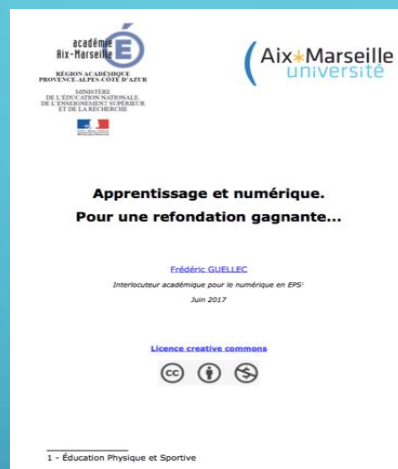 académie
Aix-Marseille
RÉGION ACADÉMIQUE
PROVENCE-ALPES-CÔTE D'AZUR
MINISTÈRE
DE L'ÉDUCATION NATIONALE,
DE L'ENSEIGNEMENT SUPÉRIEUR
ET DE LA RECHERCHE
Aix*Marseille
université
Apprentissage et numérique.
Pour une refondation gagnante...
Frédéric GUELLEC
Interlocuteur académique pour le numérique en EPS¹
Juin 2017
Licence creative commons
cc
1 - Éducation Physique et Sportive